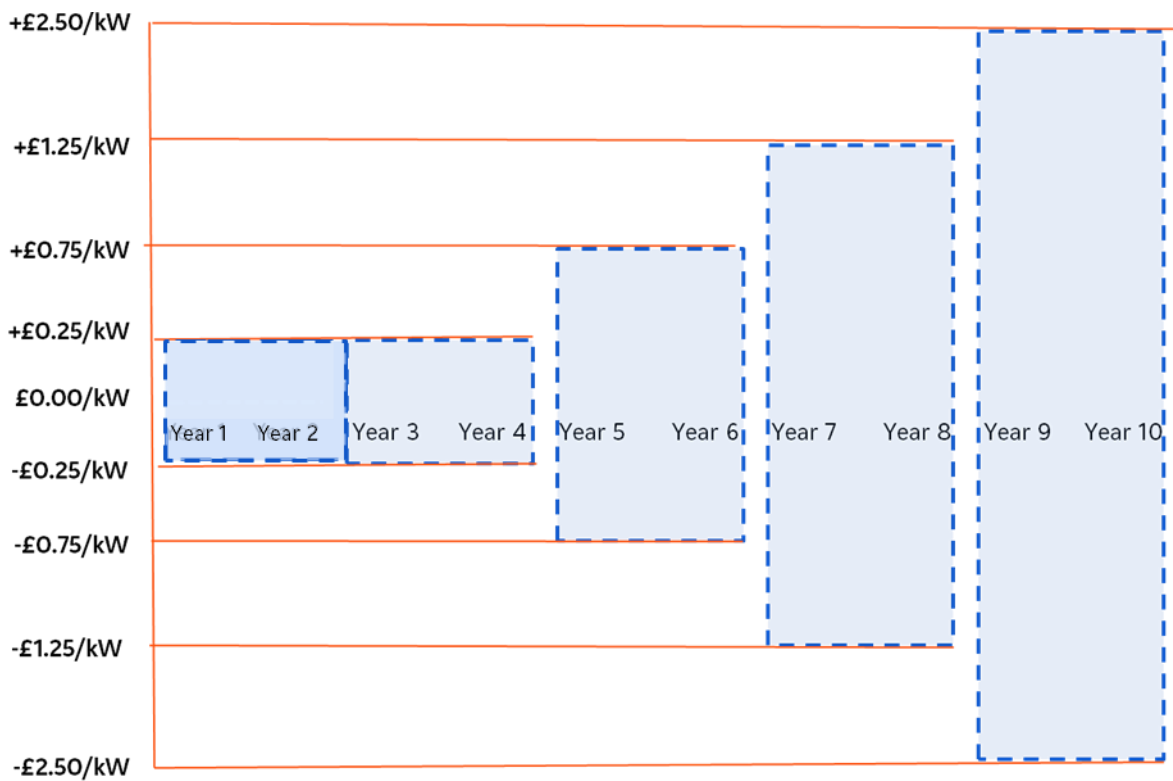 +£2.50/kW
+£1.25/kW
+£0.75/kW
+£0.25/kW
£0.00/kW
Year 1 Year 2 Year 3 Year 4 Year 5 Year 6 Year 7 Year 8 Year 9 Year 10
-£0.25/kW
-£0.75/kW
-£1.25/kW
-£2.50/kW